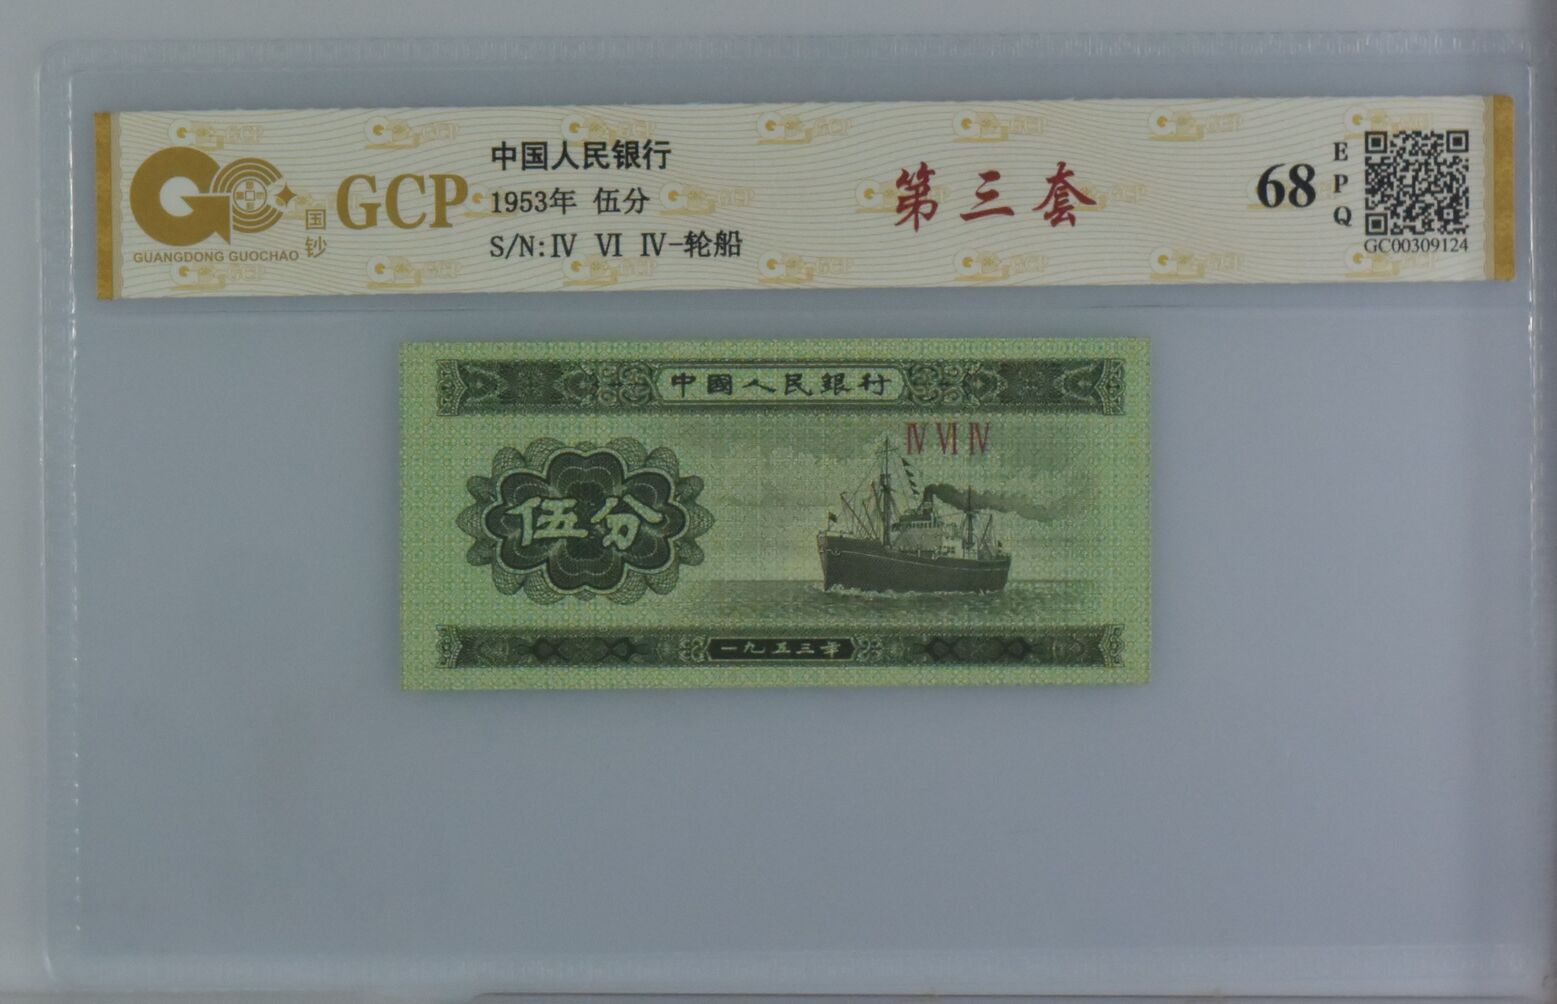 GCP
GUANGDONG GUOCHAO
国钞
中国人民银行
1953年 伍分
S/N:Ⅳ Ⅵ Ⅳ-轮船
第三套
68
EPQ
GC00309124
中國人民銀行
Ⅳ Ⅵ Ⅳ
伍分
一九五三年